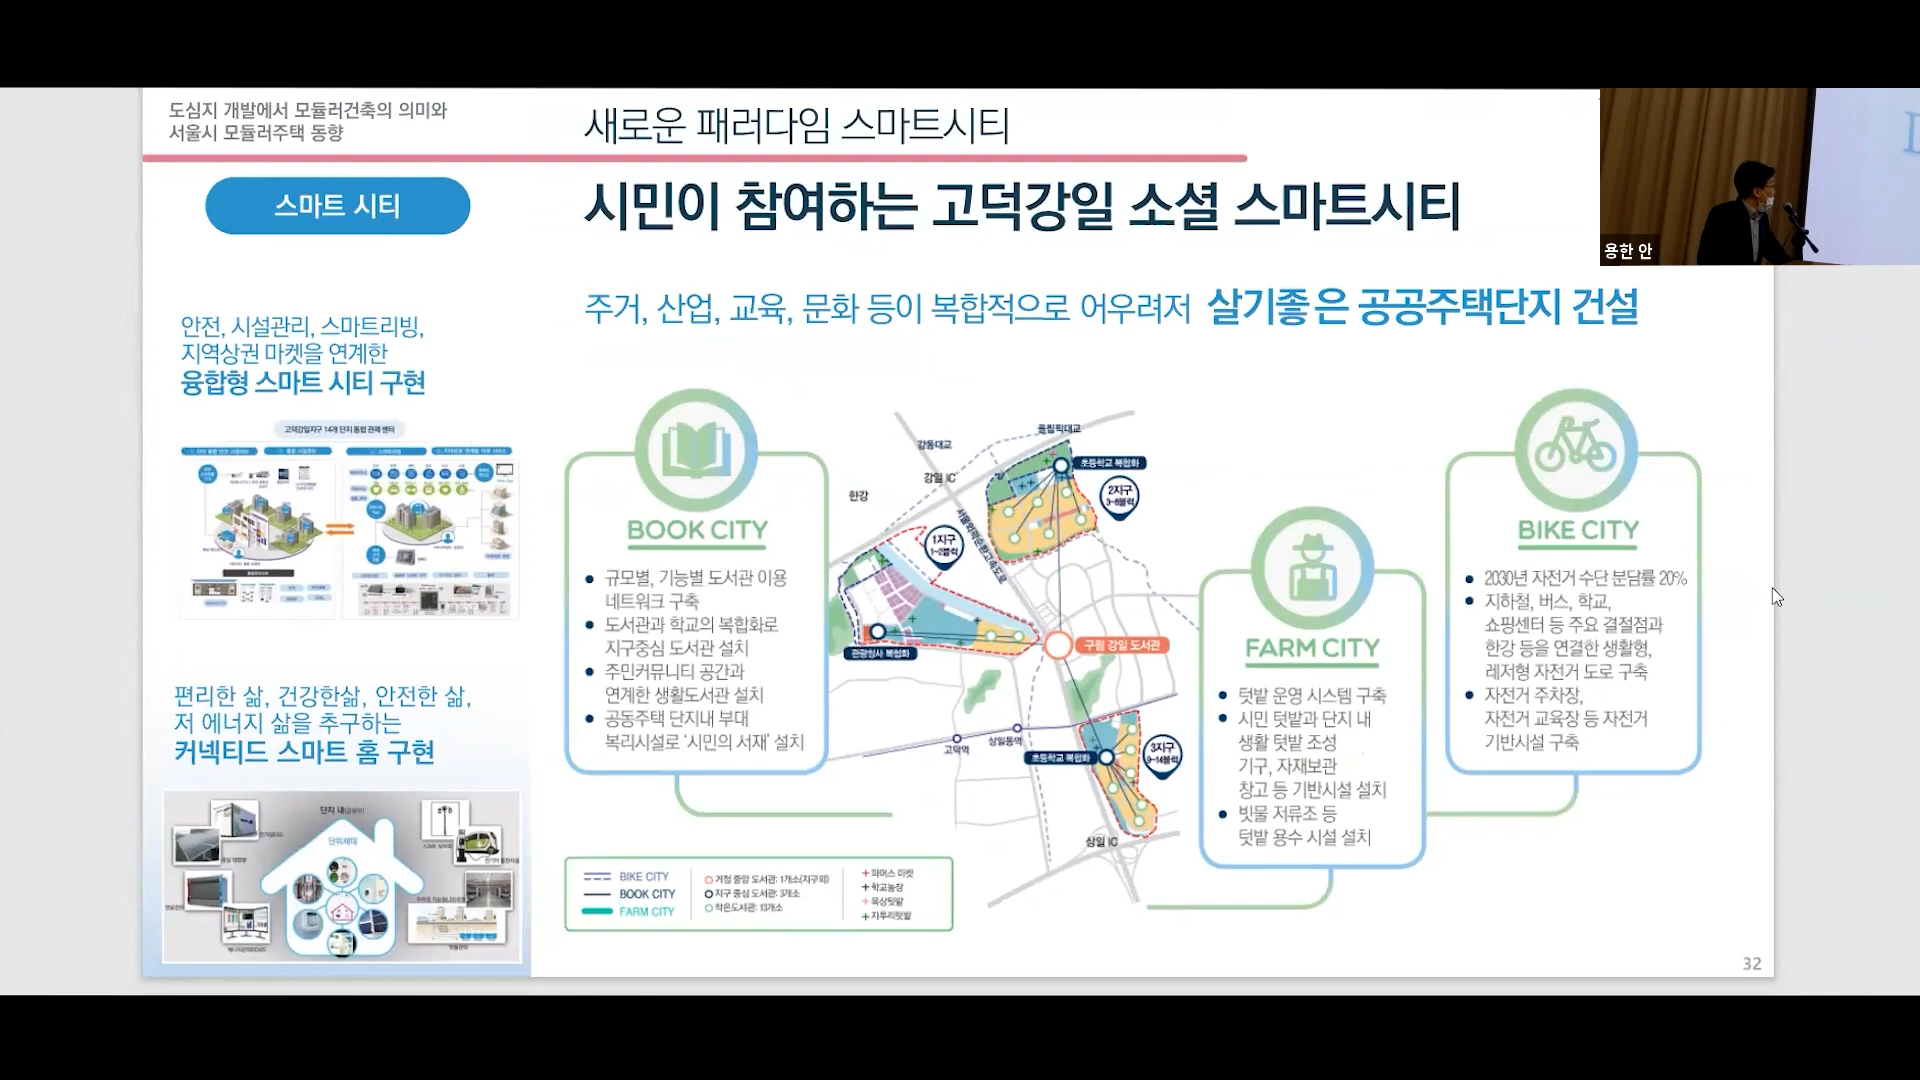 도심지 개발에서 모듈러건축의 의미와
서울시 모듈러주택 동향
새로운 패러다임 스마트시티
스마트 시티
시민이 참여하는 고덕강일 소셜 스마트시티
용한 안
주거, 산업, 교육, 문화 등이 복합적으로 어우려저 살기좋은 공공주택단지 건설
안전, 시설관리, 스마트리빙,
지역상권 마켓을 연계한
융합형 스마트 시티 구현
고덕강일지구 14개 단지 통합 관제 센터
편리한 삶, 건강한삶, 안전한 삶,
저 에너지 삶을 추구하는
커넥티드 스마트 홈 구현
단지 내
단위세대
BOOK CITY
규모별, 기능별 도서관 이용
네트워크 구축
도서관과 학교의 복합화로
지구중심 도서관 설치
주민커뮤니티 공간과
연계한 생활도서관 설치
공동주택 단지내 부대
복리시설로 '시민의 서재' 설치
강동대교
올림픽대교
강일 IC
한강
서울외곽순환고속도로
초등학교 복합화
2지구
3~8블럭
1지구
1~2블럭
관광청사 복합화
구립 강일 도서관
고덕역
상일동역
초등학교 복합화
3지구
9~14블럭
상일 IC
FARM CITY
텃밭 운영 시스템 구축
시민 텃밭과 단지 내
생활 텃밭 조성
기구, 자재보관
창고 등 기반시설 설치
빗물 저류조 등
텃밭 용수 시설 설치
BIKE CITY
2030년 자전거 수단 분담률 20%
지하철, 버스, 학교,
쇼핑센터 등 주요 결절점과
한강 등을 연결한 생활형,
레저형 자전거 도로 구축
자전거 주차장,
자전거 교육장 등 자전거
기반시설 구축
BIKE CITY
BOOK CITY
FARM CITY
거점 중앙 도서관: 1개소(지구외)
지구 중심 도서관: 3개소
작은도서관: 13개소
파머스 마켓
학교농장
옥상텃밭
자투리텃밭
32